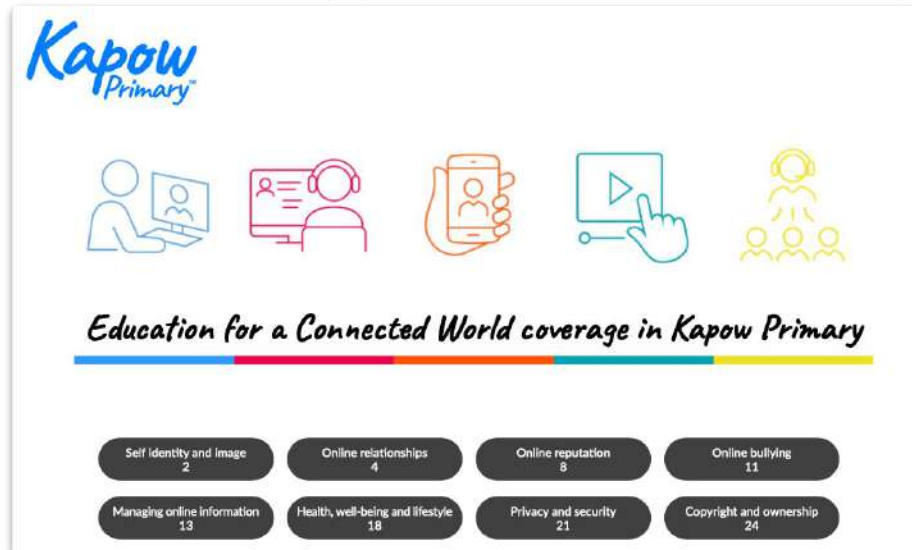 Kapow
Primary™
Education for a Connected World coverage in Kapow Primary
Self identity and image
2
Online relationships
4
Online reputation
8
Online bullying
11
Managing online information
13
Health, well-being and lifestyle
18
Privacy and security
21
Copyright and ownership
24